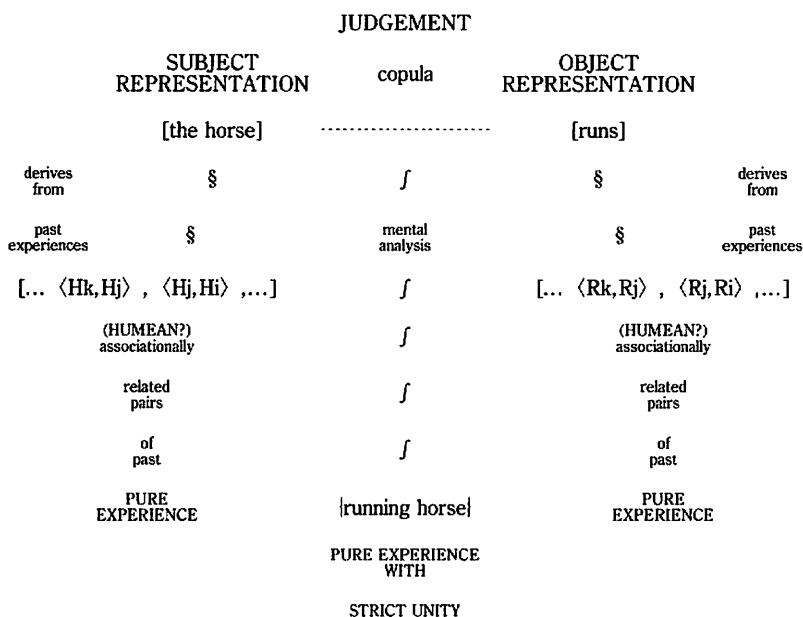 JUDGEMENT
SUBJECT REPRESENTATION copula OBJECT REPRESENTATION
[the horse] ...................... [runs]
derives from § ∫ § derives from
past experiences § mental analysis § past experiences
[... ⟨Hk,Hj⟩ , ⟨Hj,Hi⟩ ,...] ∫ [... ⟨Rk,Rj⟩ , ⟨Rj,Ri⟩ ,...]
(HUMEAN?) associationally ∫ (HUMEAN?) associationally
related pairs ∫ related pairs
of past ∫ of past
PURE EXPERIENCE {running horse} PURE EXPERIENCE
PURE EXPERIENCE
WITH
STRICT UNITY